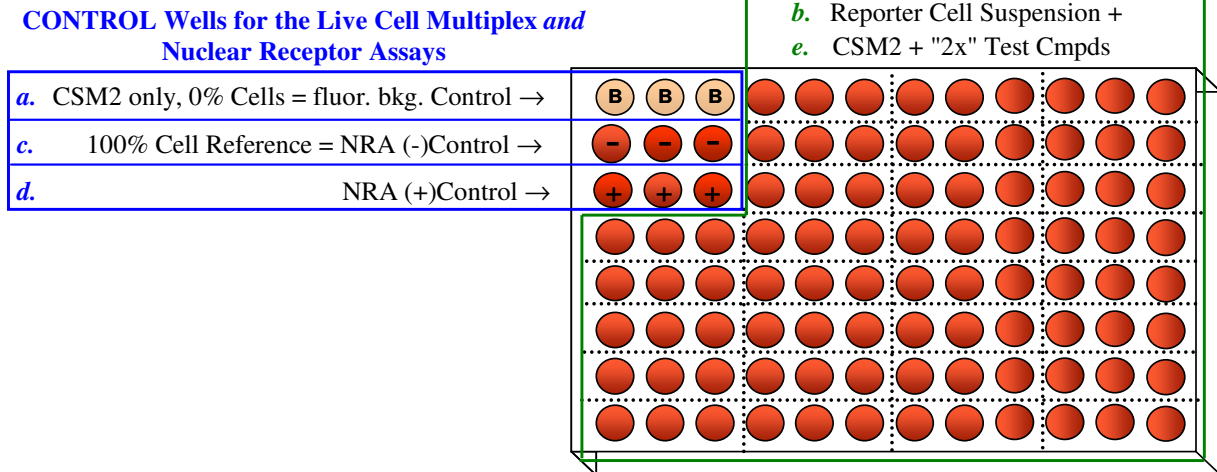 CONTROL Wells for the Live Cell Multiplex and
Nuclear Receptor Assays
b. Reporter Cell Suspension +
e. CSM2 + "2x" Test Cmpds
a. CSM2 only, 0% Cells = fluor. bkg. Control →
B B B
c. 100% Cell Reference = NRA (-)Control →
- - -
d. NRA (+)Control →
+ + +